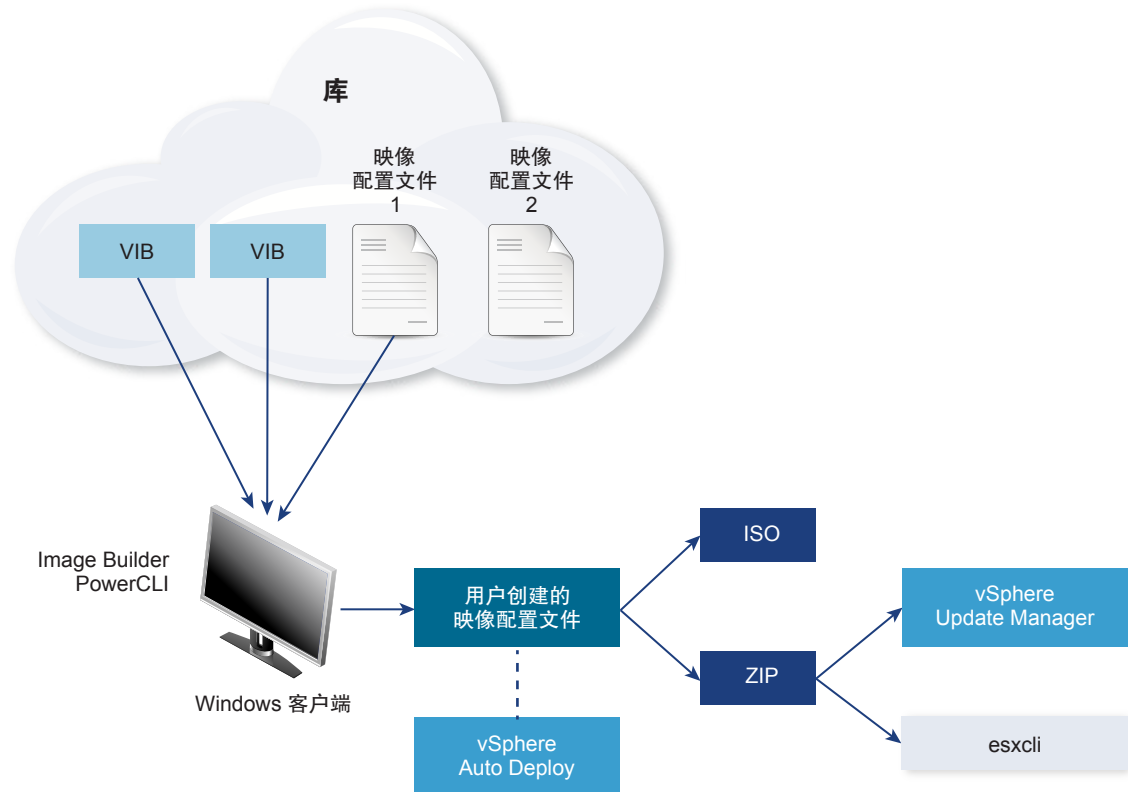 库
映像
配置文件
1
映像
配置文件
2
VIB
VIB
Image Builder
PowerCLI
Windows 客户端
用户创建的
映像配置文件
vSphere
Auto Deploy
ISO
ZIP
vSphere
Update Manager
esxcli